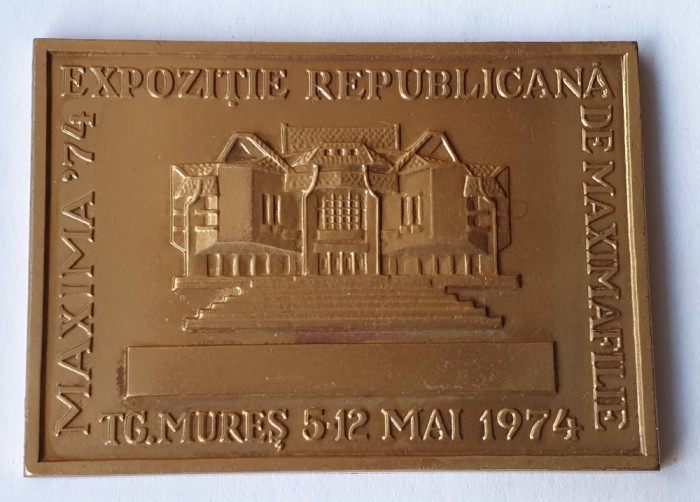 MAXIMA '74
EXPOZIȚIE REPUBLICANĂ
DE MAXIMAFILIE
TG. MUREȘ 5-12 MAI 1974